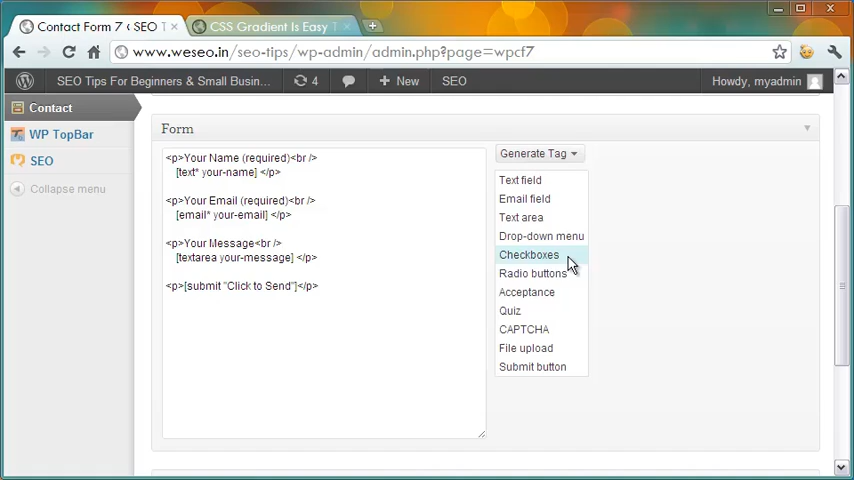 Contact Form 7 ‹ SEO T
CSS Gradient Is Easy T
www.weseo.in/seo-tips/wp-admin/admin.php?page=wpcf7
SEO Tips For Beginners & Small Busin...
4
+ New
SEO
Howdy, myadmin
Contact
WP TopBar
SEO
Collapse menu
Form
<p>Your Name (required)<br />
[text* your-name] </p>
<p>Your Email (required)<br />
[email* your-email] </p>
<p>Your Message<br />
[textarea your-message] </p>
<p>[submit "Click to Send"]</p>
Generate Tag
Text field
Email field
Text area
Drop-down menu
Checkboxes
Radio buttons
Acceptance
Quiz
CAPTCHA
File upload
Submit button